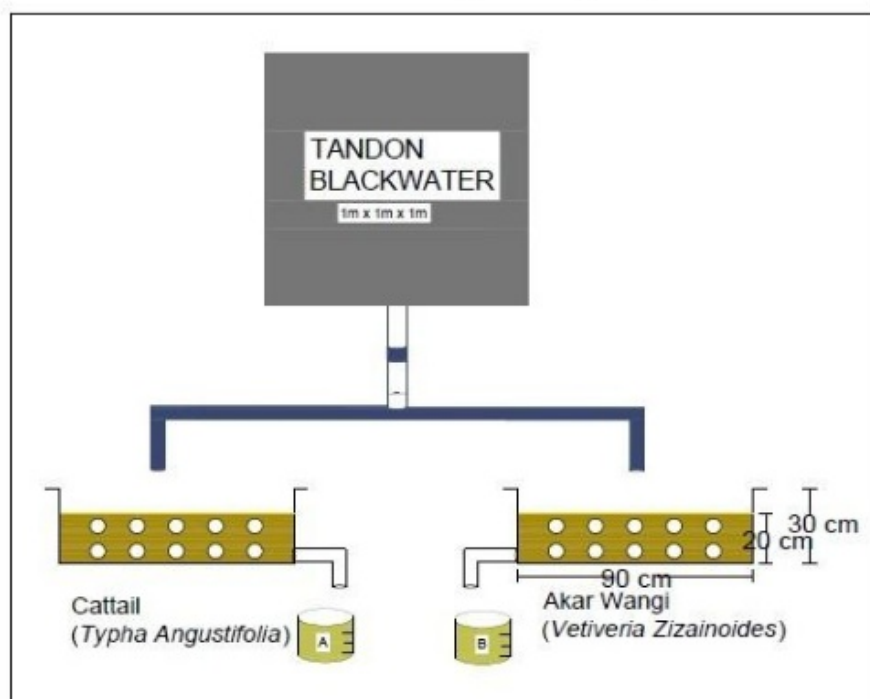 TANDON
BLACKWATER
1m x 1m x 1m
30 cm
20 cm
90 cm
Cattail
(Typha Angustifolia)
A
B
Akar Wangi
(Vetiveria Zizainoides)